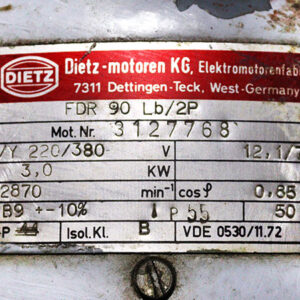 DIETZ
Dietz-motoren KG, Elektromotorenfab
7311 Dettingen-Teck, West-Germany
FDR 90 Lb/2P
Mot. Nr. 3127768
/Y 220/380 V 12,1/7
3,0 KW
2870 min⁻¹ cos φ 0,85
B9 +-10% P 55 50
P Isol.Kl. B VDE 0530/11.72